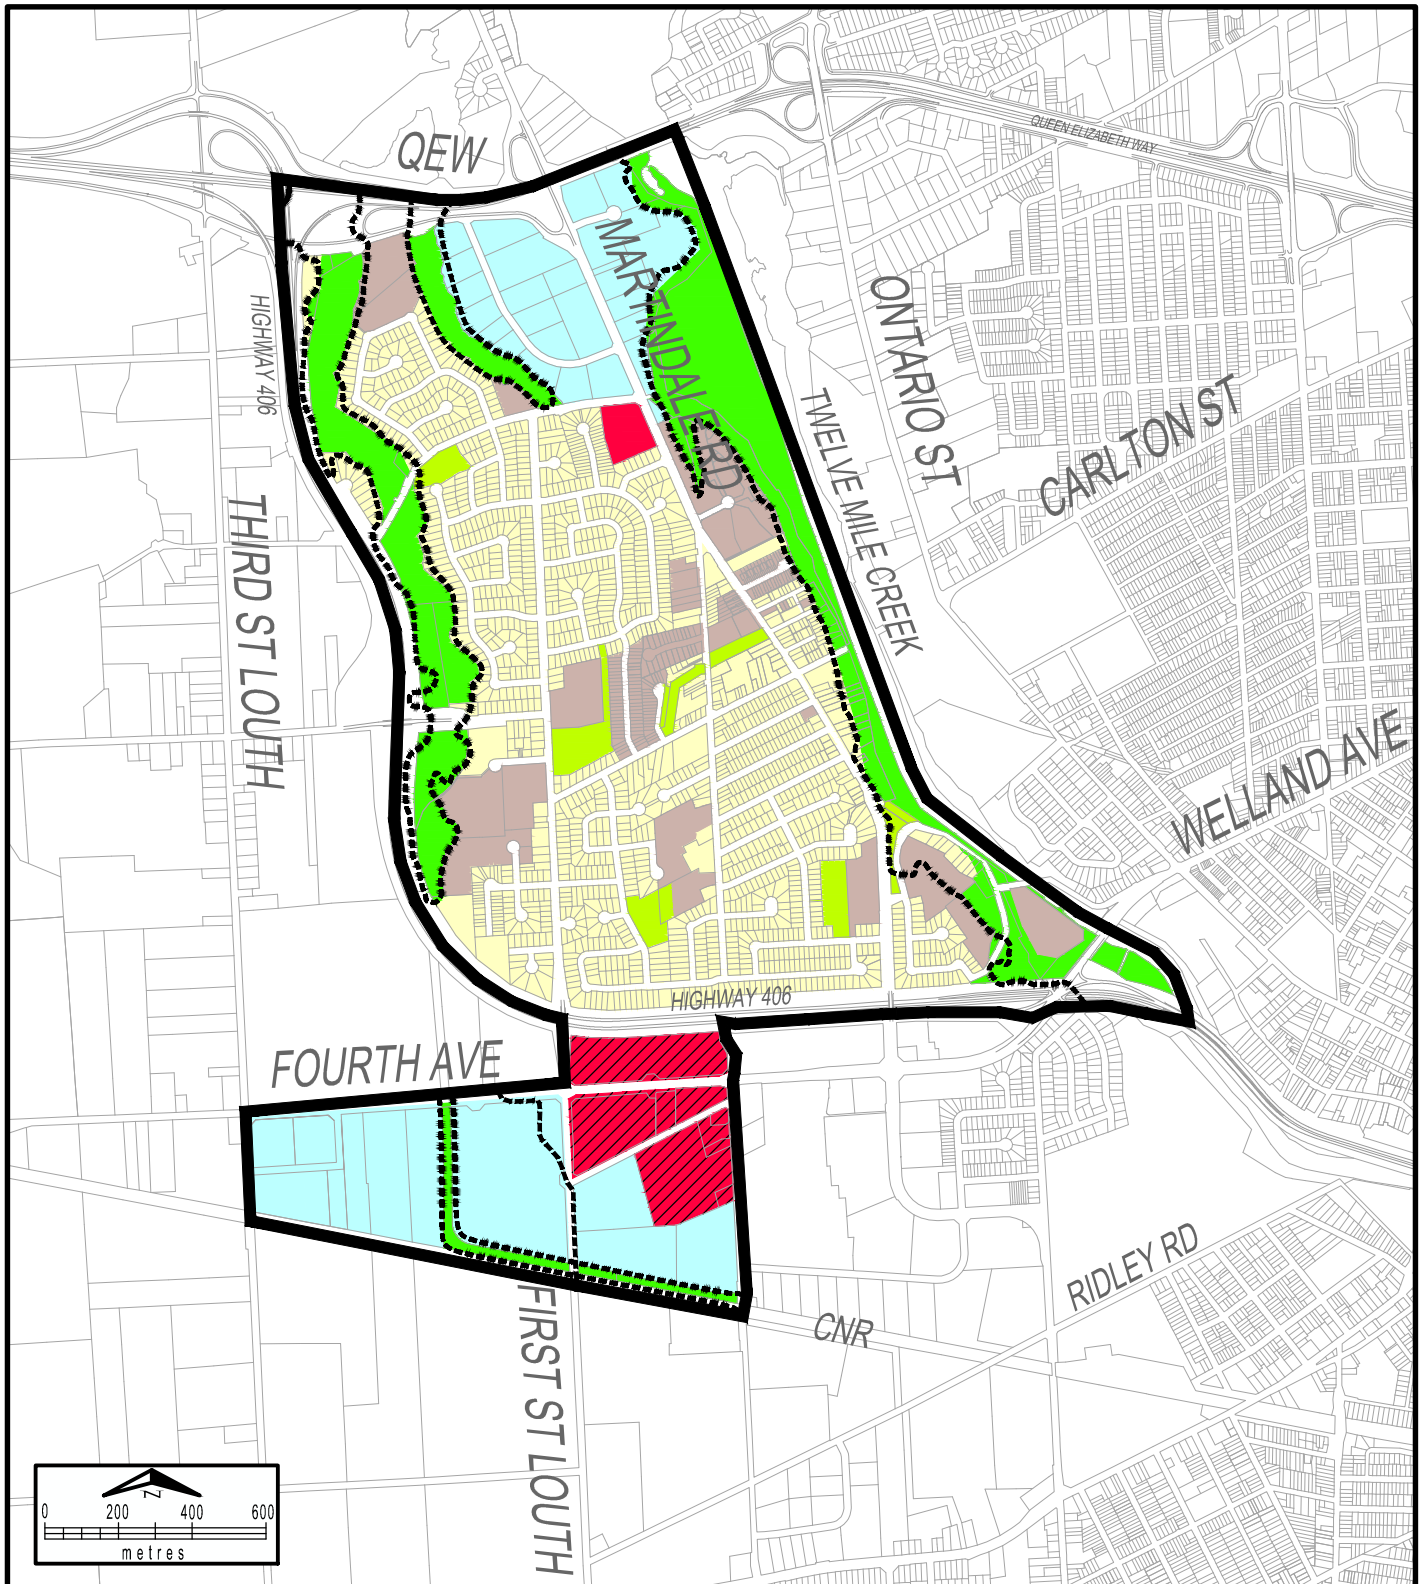 QEW
QUEEN ELIZABETH WAY
MARTINDALE RD
ONTARIO ST
HIGHWAY 406
CARLTON ST
TWELVE MILE CREEK
THIRD ST LOUTH
WELLAND AVE
HIGHWAY 406
FOURTH AVE
RIDLEY RD
CNR
FIRST ST LOUTH
N
0 200 400 600
metres